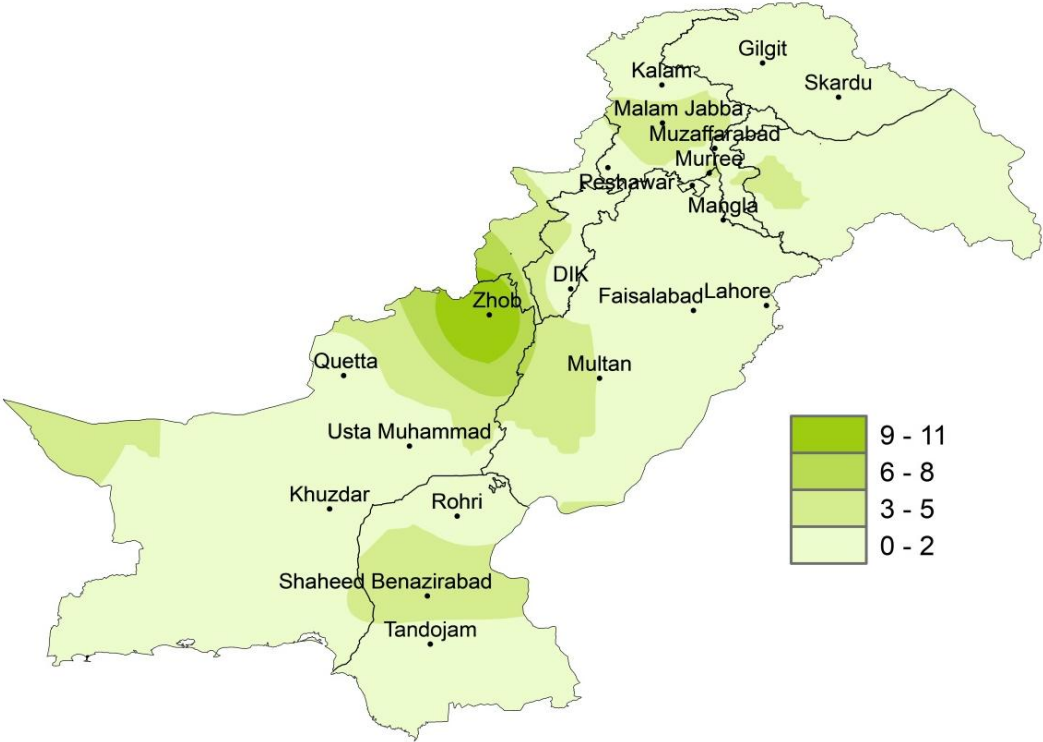 Gilgit
Kalam
Skardu
Malam Jabba
Muzaffarabad
Murree
Peshawar
Mangla
DIK
Zhob
Faisalabad
Lahore
Quetta
Multan
Usta Muhammad
Khuzdar
Rohri
Shaheed Benazirabad
Tandojam
9 - 11
6 - 8
3 - 5
0 - 2